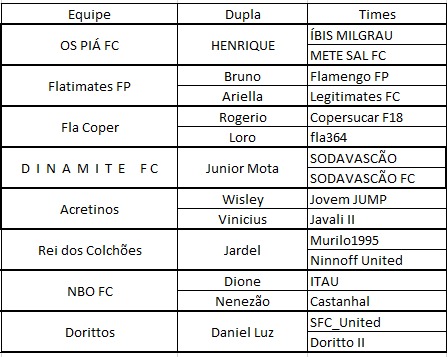 Equipe Dupla Times
OS PIÁ FC HENRIQUE ÍBIS MILGRAU
METE SAL FC
Flatimates FP Bruno Flamengo FP
Ariella Legitimates FC
Fla Coper Rogerio Copersucar F18
Loro fla364
D I N A M I T E F C Junior Mota SODAVASCÃO
SODAVASCÃO FC
Acretinos Wisley Jovem JUMP
Vinicius Javali II
Rei dos Colchões Jardel Murilo1995
Ninnoff United
NBO FC Dione ITAU
Nenezão Castanhal
Dorittos Daniel Luz SFC_United
Doritto II